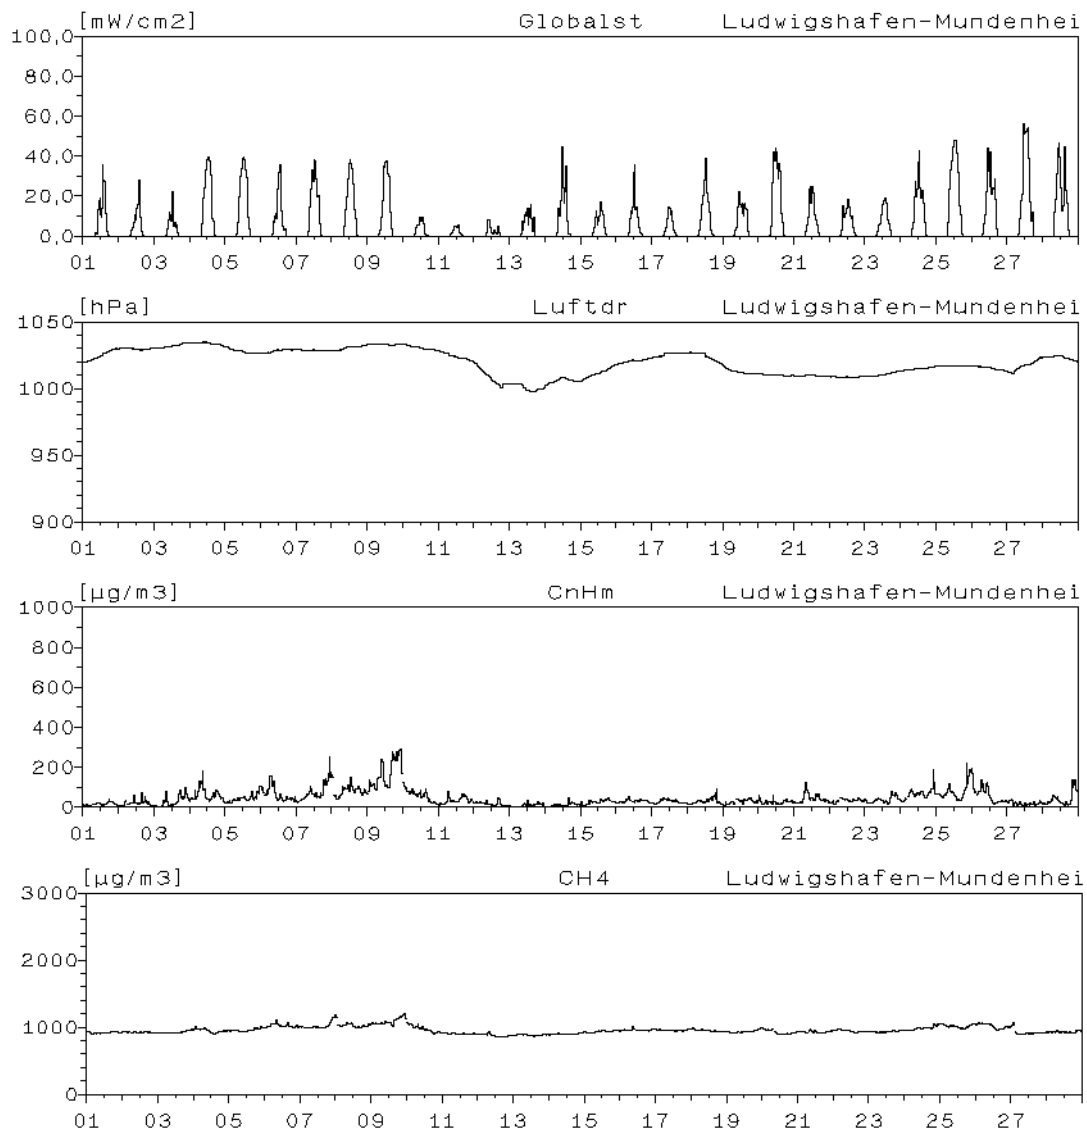 [mW/cm2] Globalst Ludwigshafen-Mundenhei
100,0
80,0
60,0
40,0
20,0
0,0
01 03 05 07 09 11 13 15 17 19 21 23 25 27
[hPa] Luftdr Ludwigshafen-Mundenhei
1050
1000
950
900
01 03 05 07 09 11 13 15 17 19 21 23 25 27
[µg/m3] CnHm Ludwigshafen-Mundenhei
1000
800
600
400
200
0
01 03 05 07 09 11 13 15 17 19 21 23 25 27
[µg/m3] CH4 Ludwigshafen-Mundenhei
3000
2000
1000
0
01 03 05 07 09 11 13 15 17 19 21 23 25 27